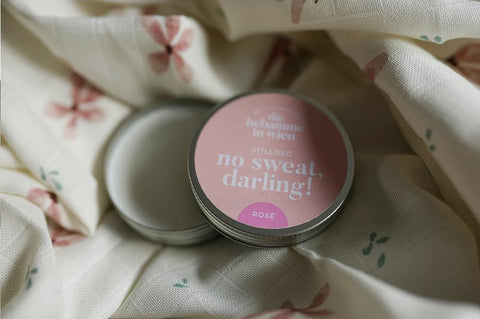 die
hebamme
in wien
STILLDEO
no sweat,
darling!
ROSÉ